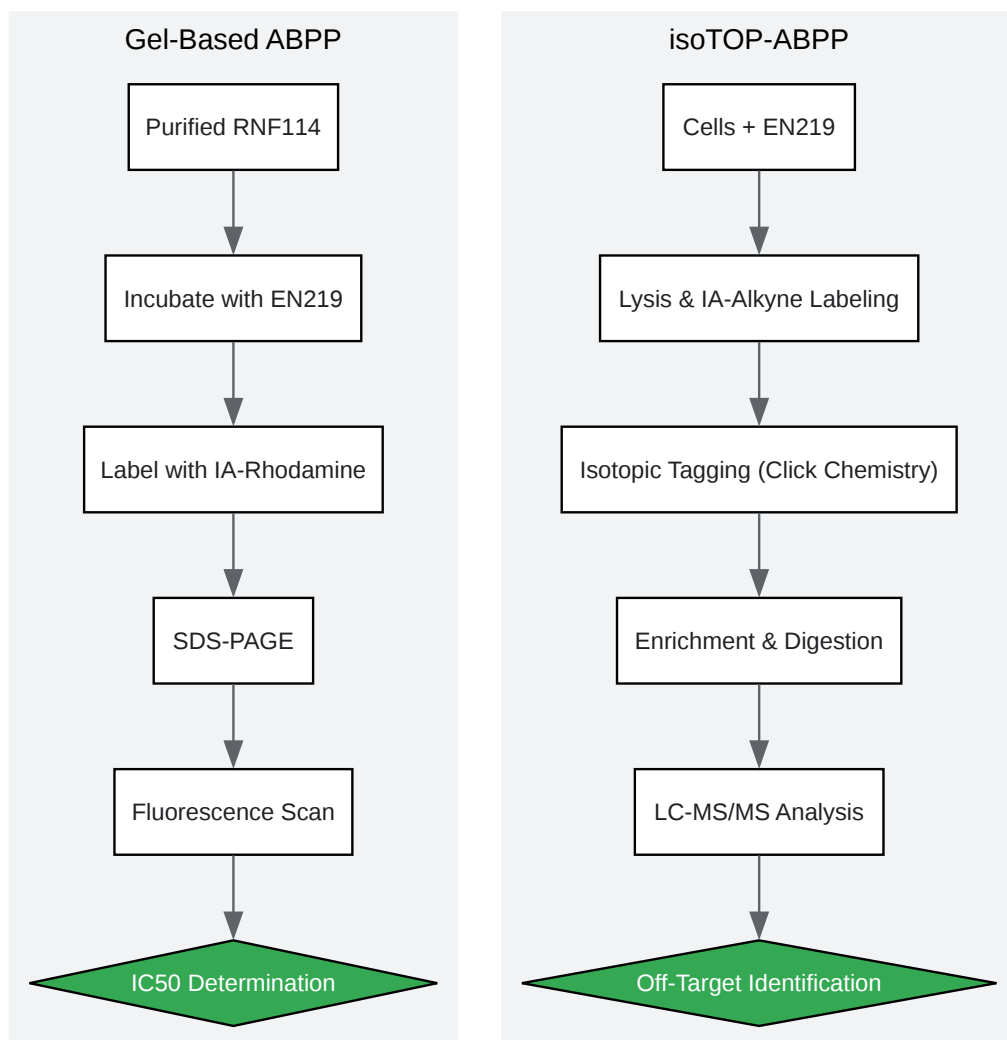 Gel-Based ABPP
Purified RNF114
Incubate with EN219
Label with IA-Rhodamine
SDS-PAGE
Fluorescence Scan
IC50 Determination
isoTOP-ABPP
Cells + EN219
Lysis & IA-Alkyne Labeling
Isotopic Tagging (Click Chemistry)
Enrichment & Digestion
LC-MS/MS Analysis
Off-Target Identification